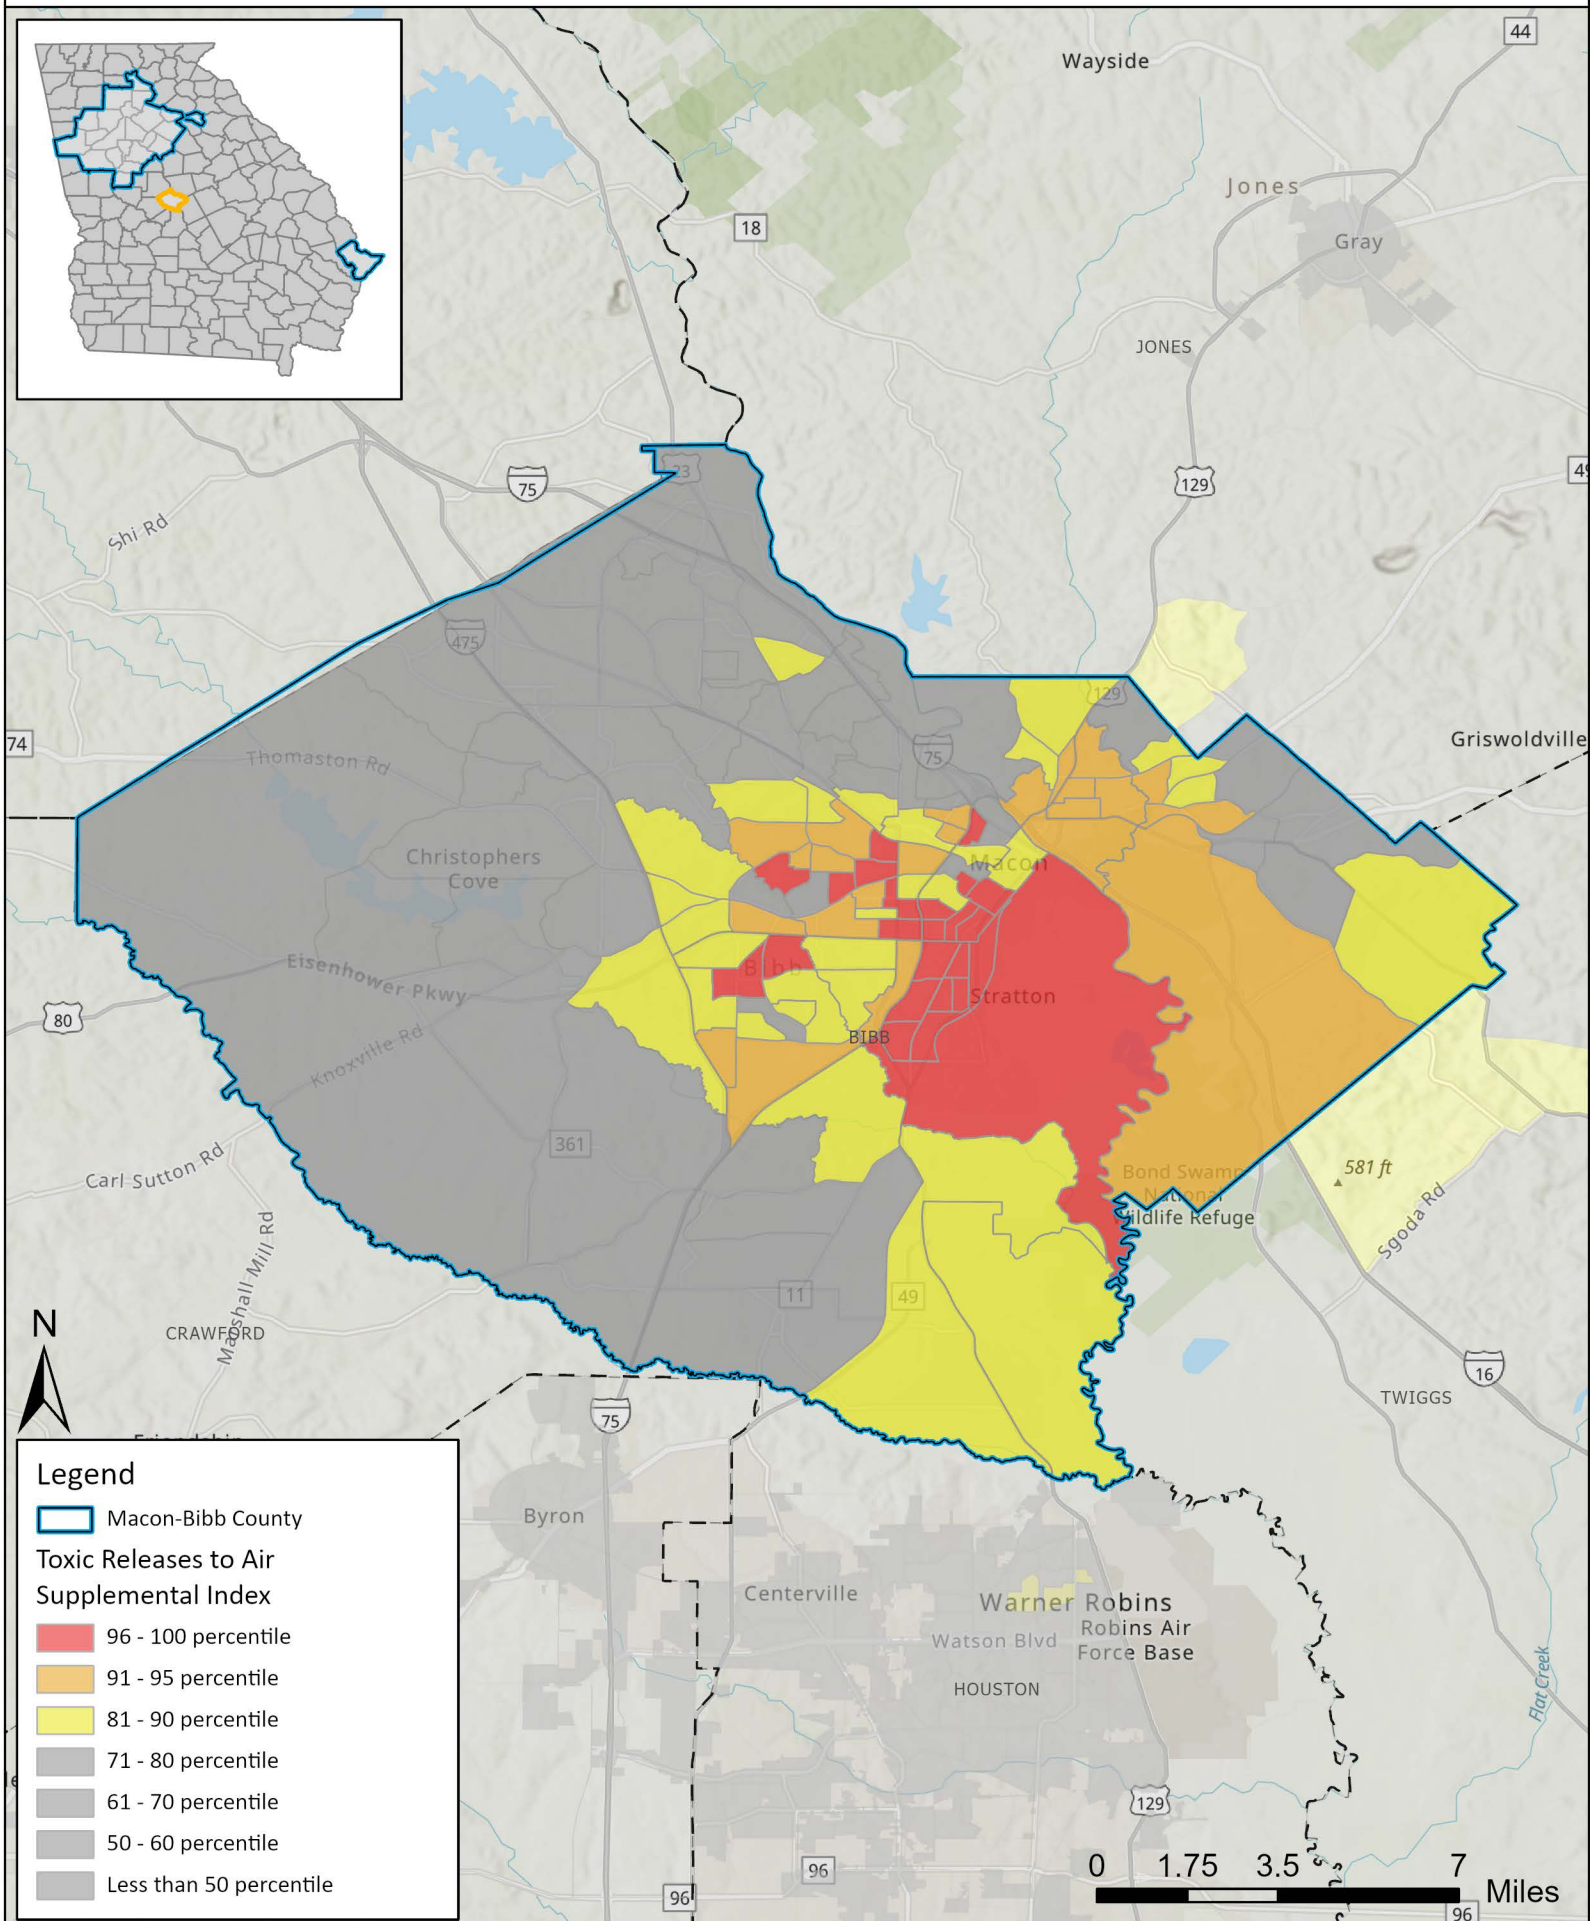 44
Wayside
Jones
18
Gray
JONES
23
75
129
Shi Rd
475
129
74
75
Griswoldville
Thomaston Rd
Christophers
Cove
Macon
Bibb
Eisenhower Pkwy
Stratton
80
BIBB
Knoxville Rd
361
Carl Sutton Rd
Bond Swamp
National
Wildlife Refuge
581 ft
Sgoda Rd
Marshall Mill Rd
11
49
N
CRAWFORD
16
TWIGGS
75
Legend
Macon-Bibb County
Toxic Releases to Air
Supplemental Index
96 - 100 percentile
91 - 95 percentile
81 - 90 percentile
71 - 80 percentile
61 - 70 percentile
50 - 60 percentile
Less than 50 percentile
Byron
Centerville
Warner Robins
Robins Air
Force Base
Watson Blvd
HOUSTON
Flat Creek
129
96
96
96
0 1.75 3.5 7
Miles